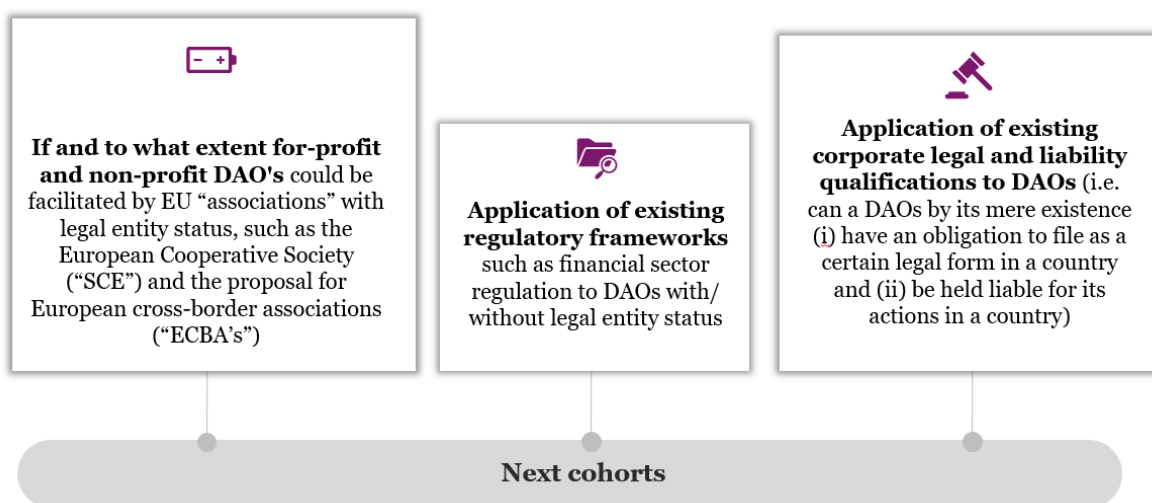 If and to what extent for-profit
and non-profit DAO's could be
facilitated by EU “associations” with
legal entity status, such as the
European Cooperative Society
(“SCE”) and the proposal for
European cross-border associations
(“ECBA’s”)
Application of existing
regulatory frameworks
such as financial sector
regulation to DAOs with/
without legal entity status
Application of existing
corporate legal and liability
qualifications to DAOs (i.e.
can a DAOs by its mere existence
(i) have an obligation to file as a
certain legal form in a country
and (ii) be held liable for its
actions in a country)
Next cohorts